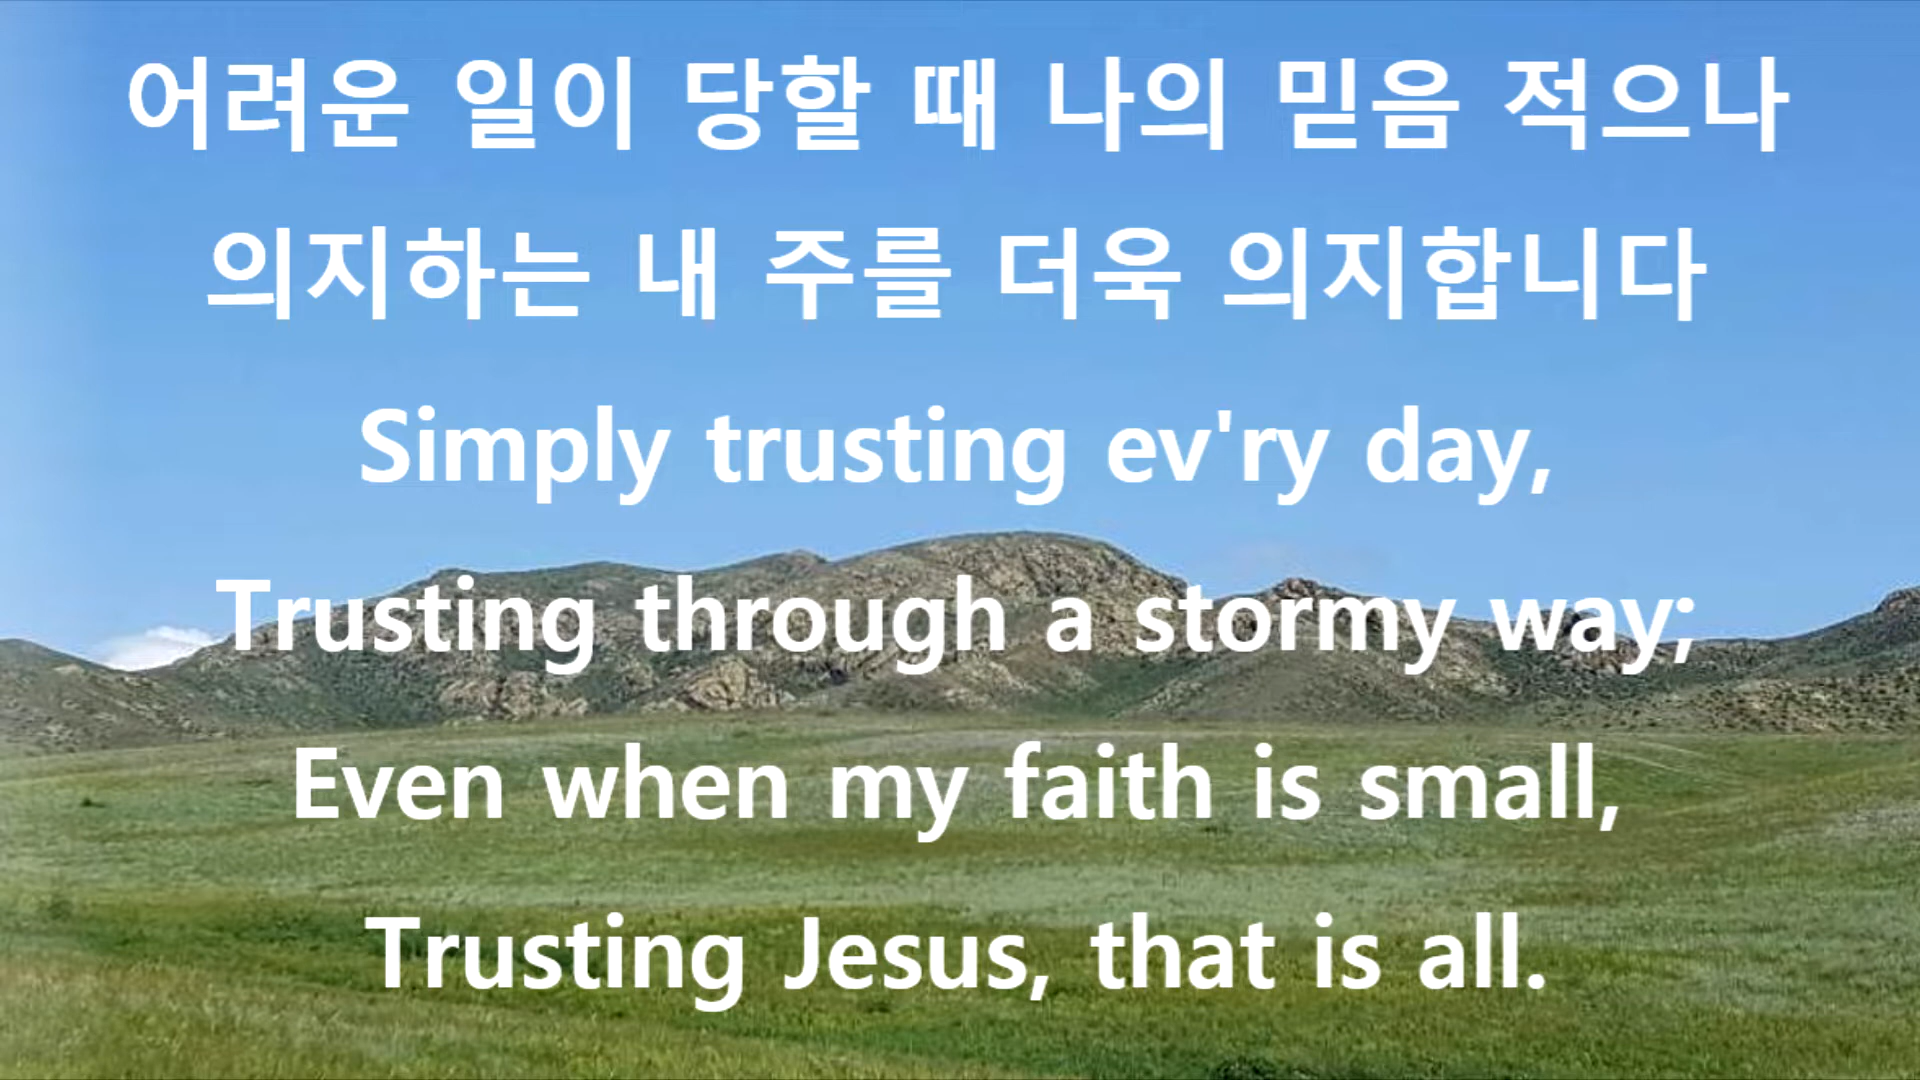 어려운 일이 당할 때 나의 믿음 적으나
의지하는 내 주를 더욱 의지합니다
Simply trusting ev'ry day,
Trusting through a stormy way;
Even when my faith is small,
Trusting Jesus, that is all.